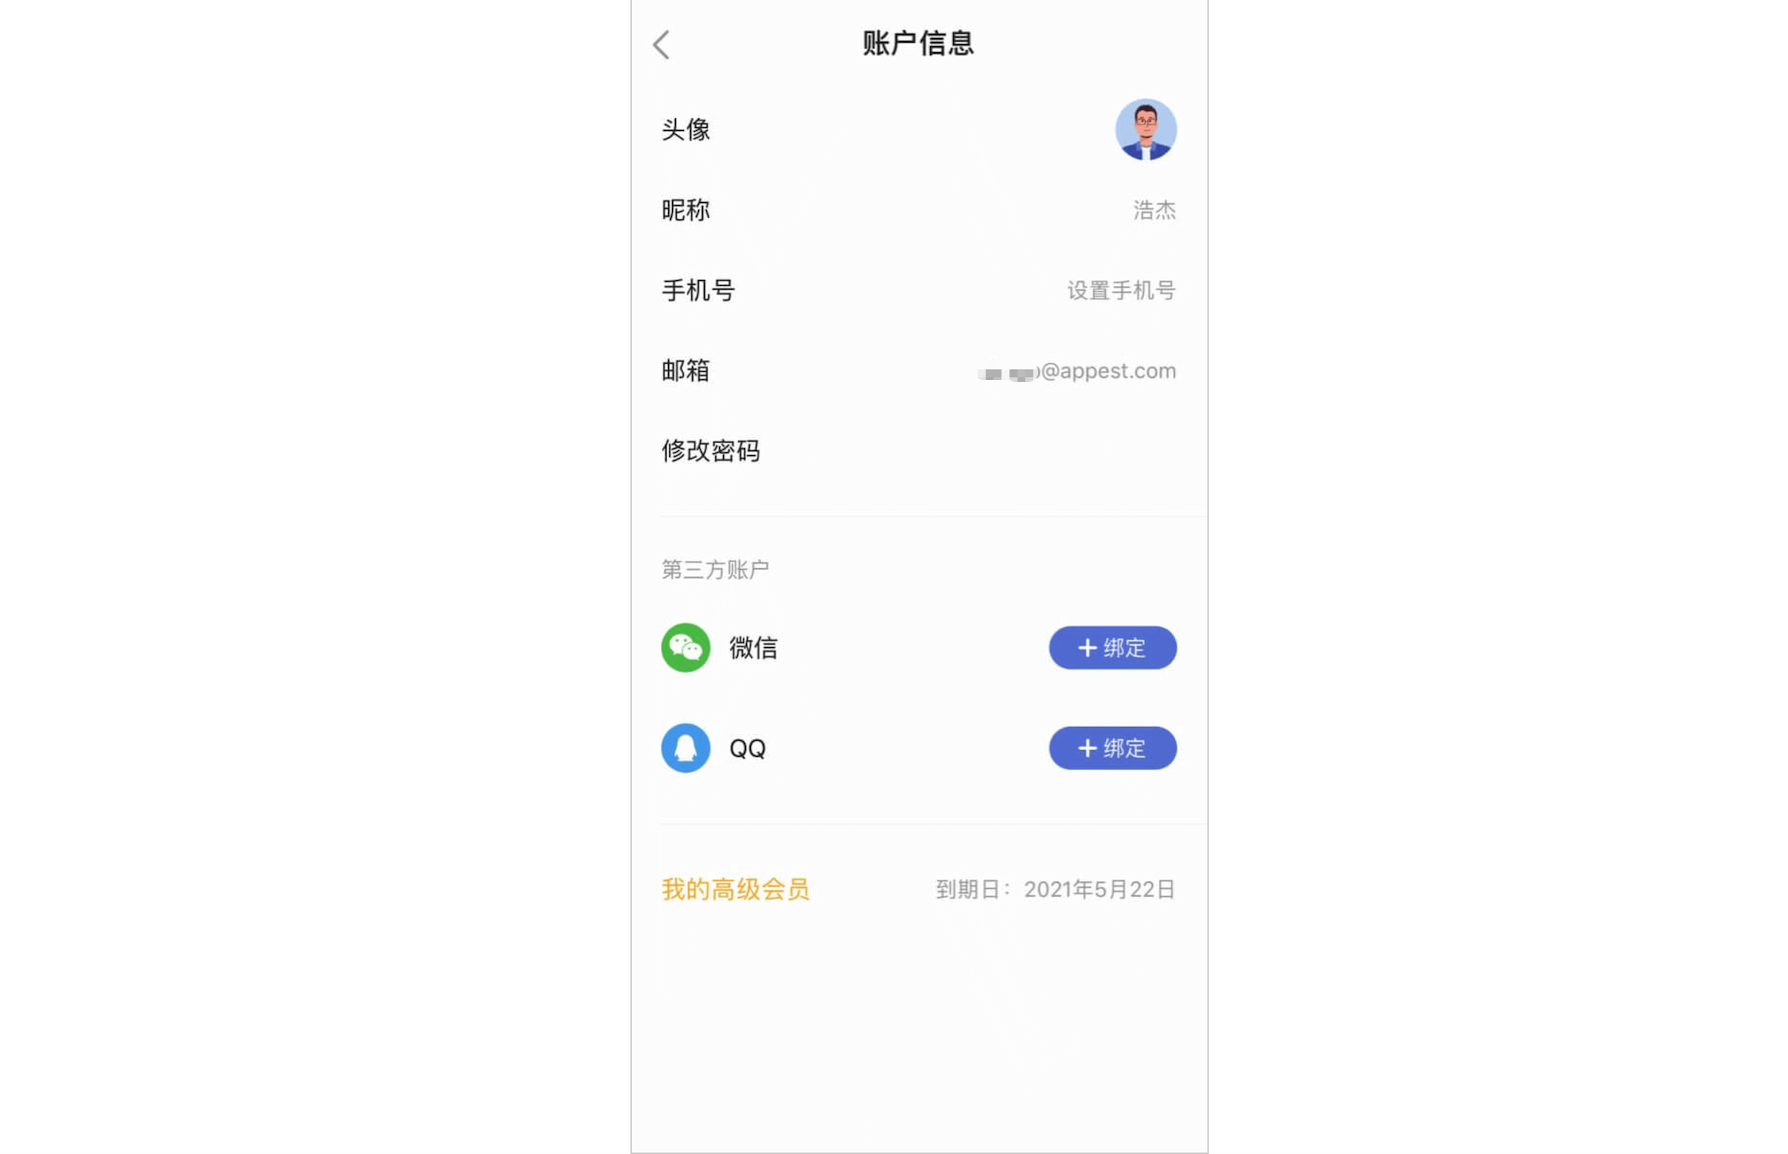 账户信息
头像
昵称 浩杰
手机号 设置手机号
邮箱 @appest.com
修改密码
第三方账户
微信 + 绑定
QQ + 绑定
我的高级会员 到期日：2021年5月22日